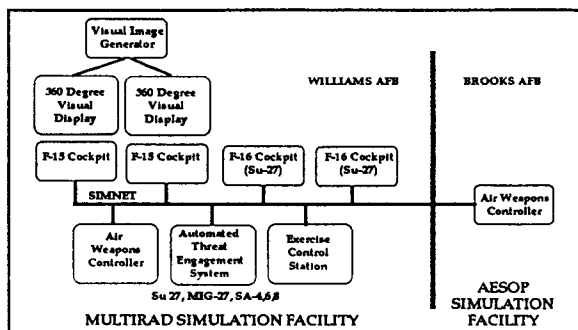 Visual Image
Generator
WILLIAMS AFB
BROOKS AFB
360 Degree
Visual
Display
360 Degree
Visual
Display
F-15 Cockpit
F-15 Cockpit
F-16 Cockpit
(Su-27)
F-16 Cockpit
(Su-27)
SIMNET
Air Weapons
Controller
Air
Weapons
Controller
Automated
Threat
Engagement
System
Exercise
Control
Station
Su 27, MIG-27, SA-4,6,8
MULTIRAD SIMULATION FACILITY
AESOP
SIMULATION
FACILITY